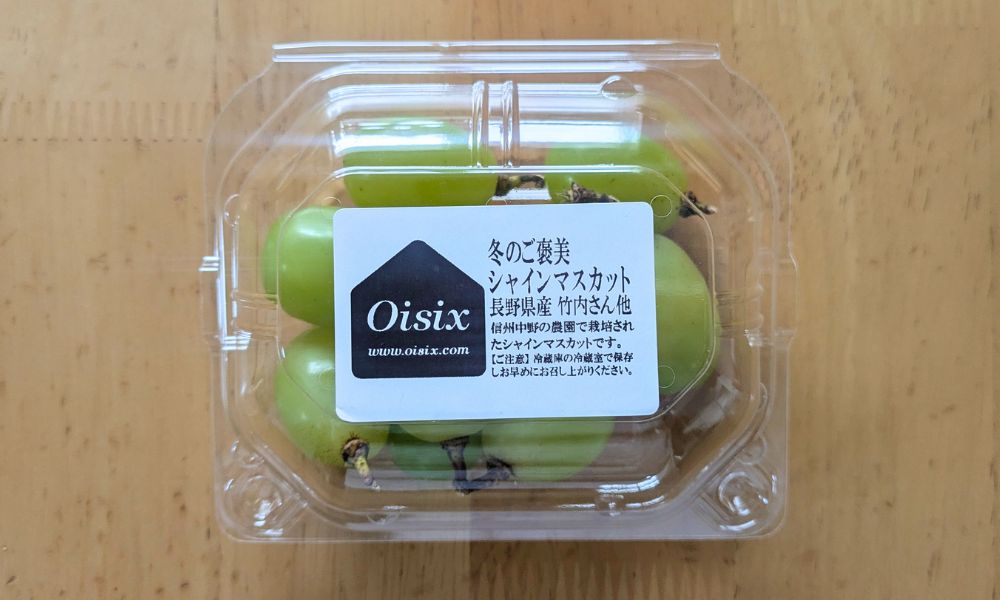 Oisix
www.oisix.com
冬のご褒美
シャインマスカット
長野県産 竹内さん他
信州中野の農園で栽培され
たシャインマスカットです。
【ご注意】冷蔵庫の冷蔵室で保存
しお早めにお召し上がりください。